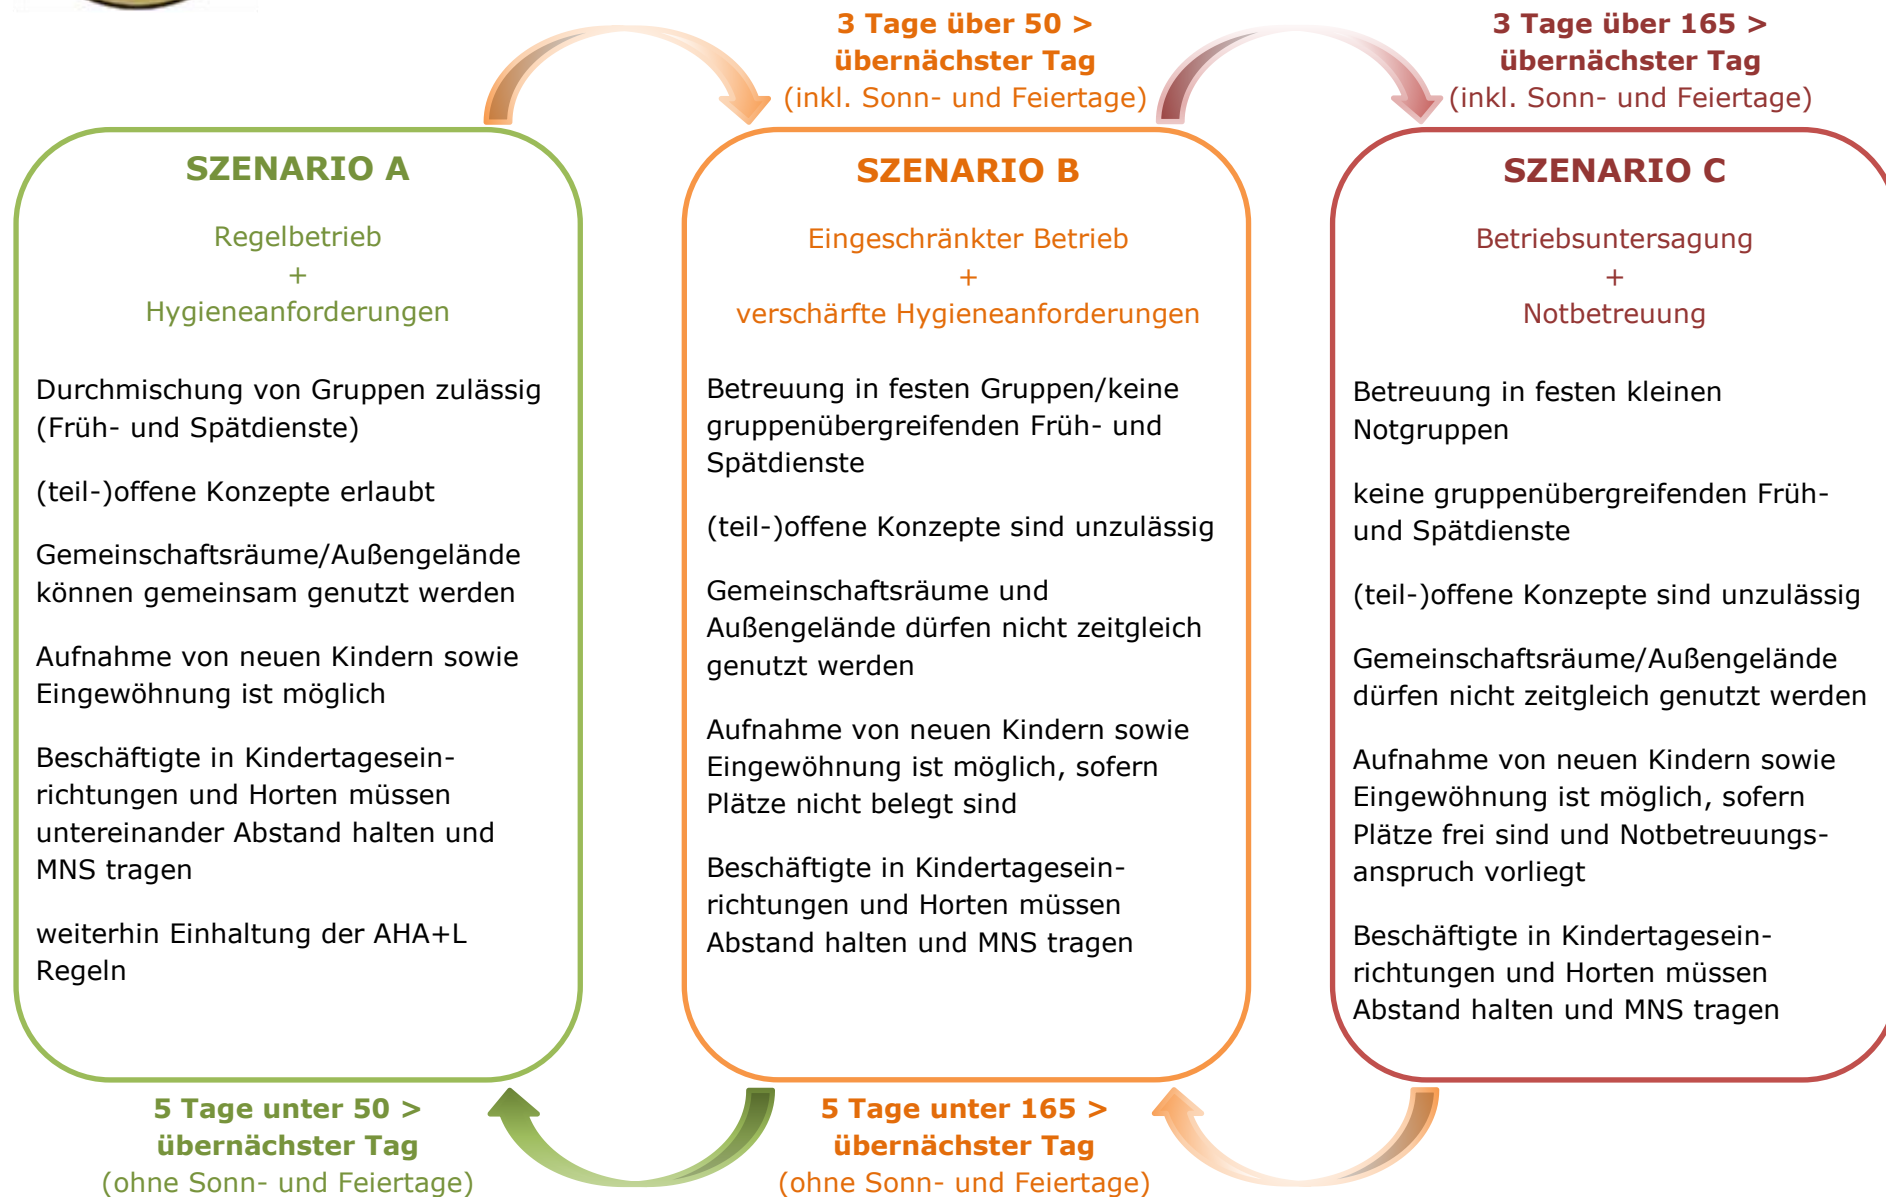 3 Tage über 50 >
übernächster Tag
(inkl. Sonn- und Feiertage)
3 Tage über 165 >
übernächster Tag
(inkl. Sonn- und Feiertage)
SZENARIO A
Regelbetrieb
+
Hygieneanforderungen
Durchmischung von Gruppen zulässig
(Früh- und Spätdienste)
(teil-)offene Konzepte erlaubt
Gemeinschaftsräume/Außengelände
können gemeinsam genutzt werden
Aufnahme von neuen Kindern sowie
Eingewöhnung ist möglich
Beschäftigte in Kindertagesein-
richtungen und Horten müssen
untereinander Abstand halten und
MNS tragen
weiterhin Einhaltung der AHA+L
Regeln
SZENARIO B
Eingeschränkter Betrieb
+
verschärfte Hygieneanforderungen
Betreuung in festen Gruppen/keine
gruppenübergreifenden Früh- und
Spätdienste
(teil-)offene Konzepte sind unzulässig
Gemeinschaftsräume und
Außengelände dürfen nicht zeitgleich
genutzt werden
Aufnahme von neuen Kindern sowie
Eingewöhnung ist möglich, sofern
Plätze nicht belegt sind
Beschäftigte in Kindertagesein-
richtungen und Horten müssen
Abstand halten und MNS tragen
SZENARIO C
Betriebsuntersagung
+
Notbetreuung
Betreuung in festen kleinen
Notgruppen
keine gruppenübergreifenden Früh-
und Spätdienste
(teil-)offene Konzepte sind unzulässig
Gemeinschaftsräume/Außengelände
dürfen nicht zeitgleich genutzt werden
Aufnahme von neuen Kindern sowie
Eingewöhnung ist möglich, sofern
Plätze frei sind und Notbetreuungs-
anspruch vorliegt
Beschäftigte in Kindertagesein-
richtungen und Horten müssen
Abstand halten und MNS tragen
5 Tage unter 50 >
übernächster Tag
(ohne Sonn- und Feiertage)
5 Tage unter 165 >
übernächster Tag
(ohne Sonn- und Feiertage)